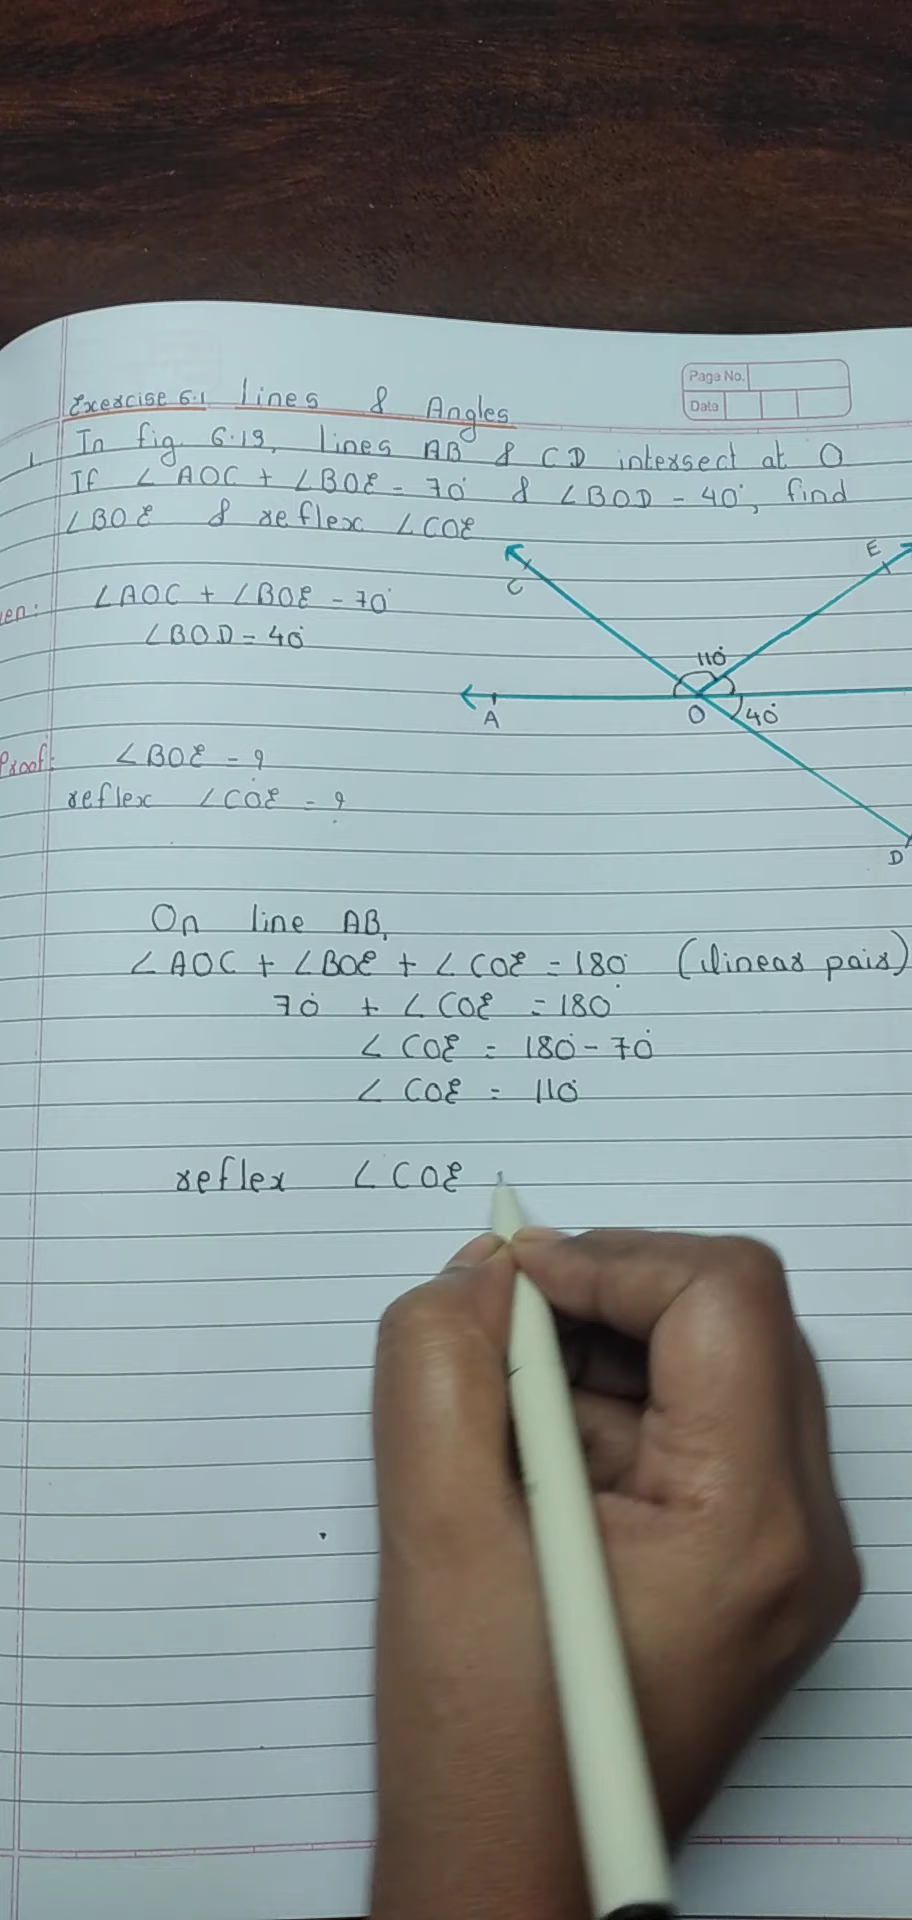 Page No.
Date
Exercise 6.1 Lines & Angles
1. In fig. 6.13, lines AB & CD intersect at O
If ∠AOC + ∠BOE = 70° & ∠BOD = 40°, find
∠BOE & reflex ∠COE
C
E
en: ∠AOC + ∠BOE = 70°
∠BOD = 40°
110°
A
O
40°
Proof: ∠BOE = ?
reflex ∠COE = ?
D
On line AB,
∠AOC + ∠BOE + ∠COE = 180° (linear pair)
70° + ∠COE = 180°
∠COE = 180° - 70°
∠COE = 110°
reflex ∠COE